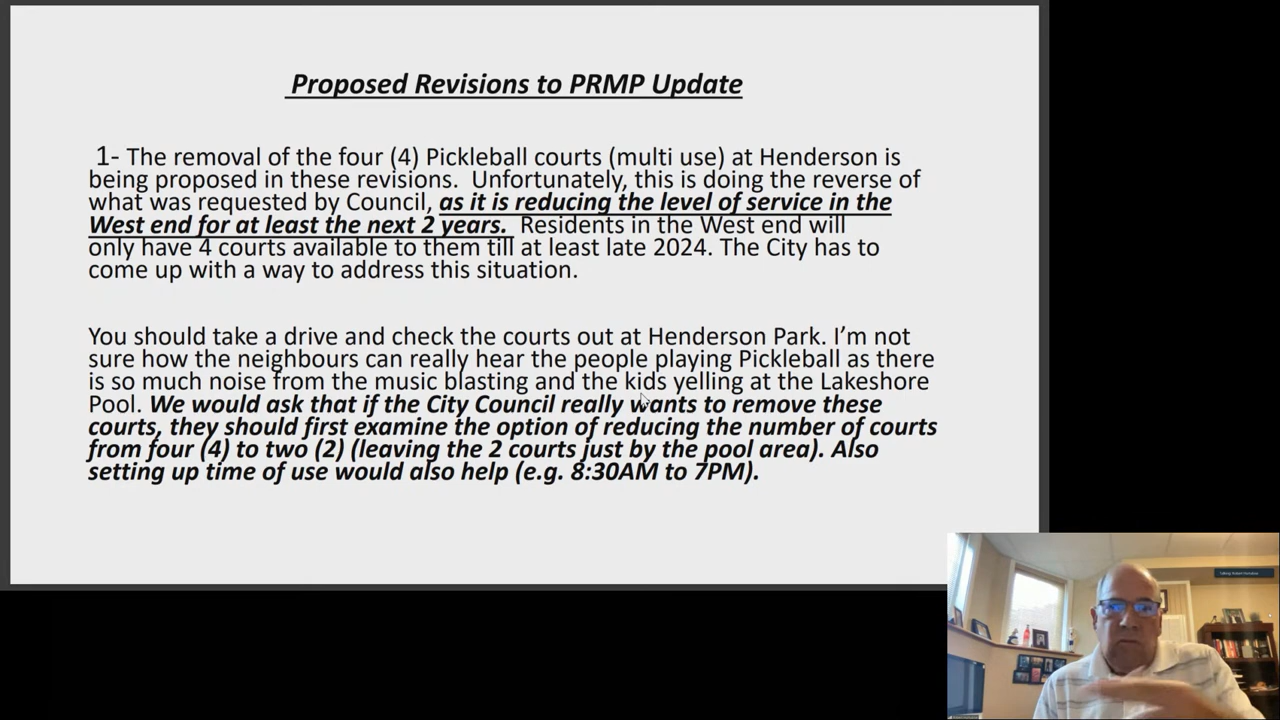 Proposed Revisions to PRMP Update
1- The removal of the four (4) Pickleball courts (multi use) at Henderson is
being proposed in these revisions. Unfortunately, this is doing the reverse of
what was requested by Council, as it is reducing the level of service in the
West end for at least the next 2 years. Residents in the West end will
only have 4 courts available to them till at least late 2024. The City has to
come up with a way to address this situation.
You should take a drive and check the courts out at Henderson Park. I’m not
sure how the neighbours can really hear the people playing Pickleball as there
is so much noise from the music blasting and the kids yelling at the Lakeshore
Pool. We would ask that if the City Council really wants to remove these
courts, they should first examine the option of reducing the number of courts
from four (4) to two (2) (leaving the 2 courts just by the pool area). Also
setting up time of use would also help (e.g. 8:30AM to 7PM).